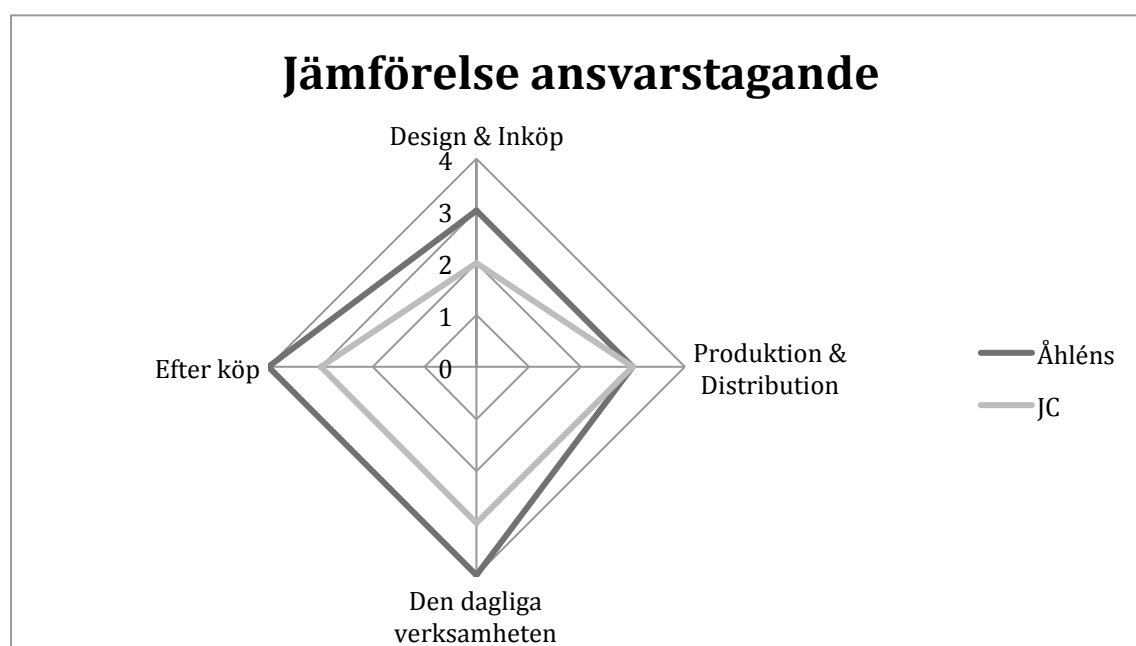 Jämförelse ansvarstagande
Design & Inköp
4
3
2
1
0
Efter köp
Produktion &
Distribution
Den dagliga
verksamheten
Åhléns
JC